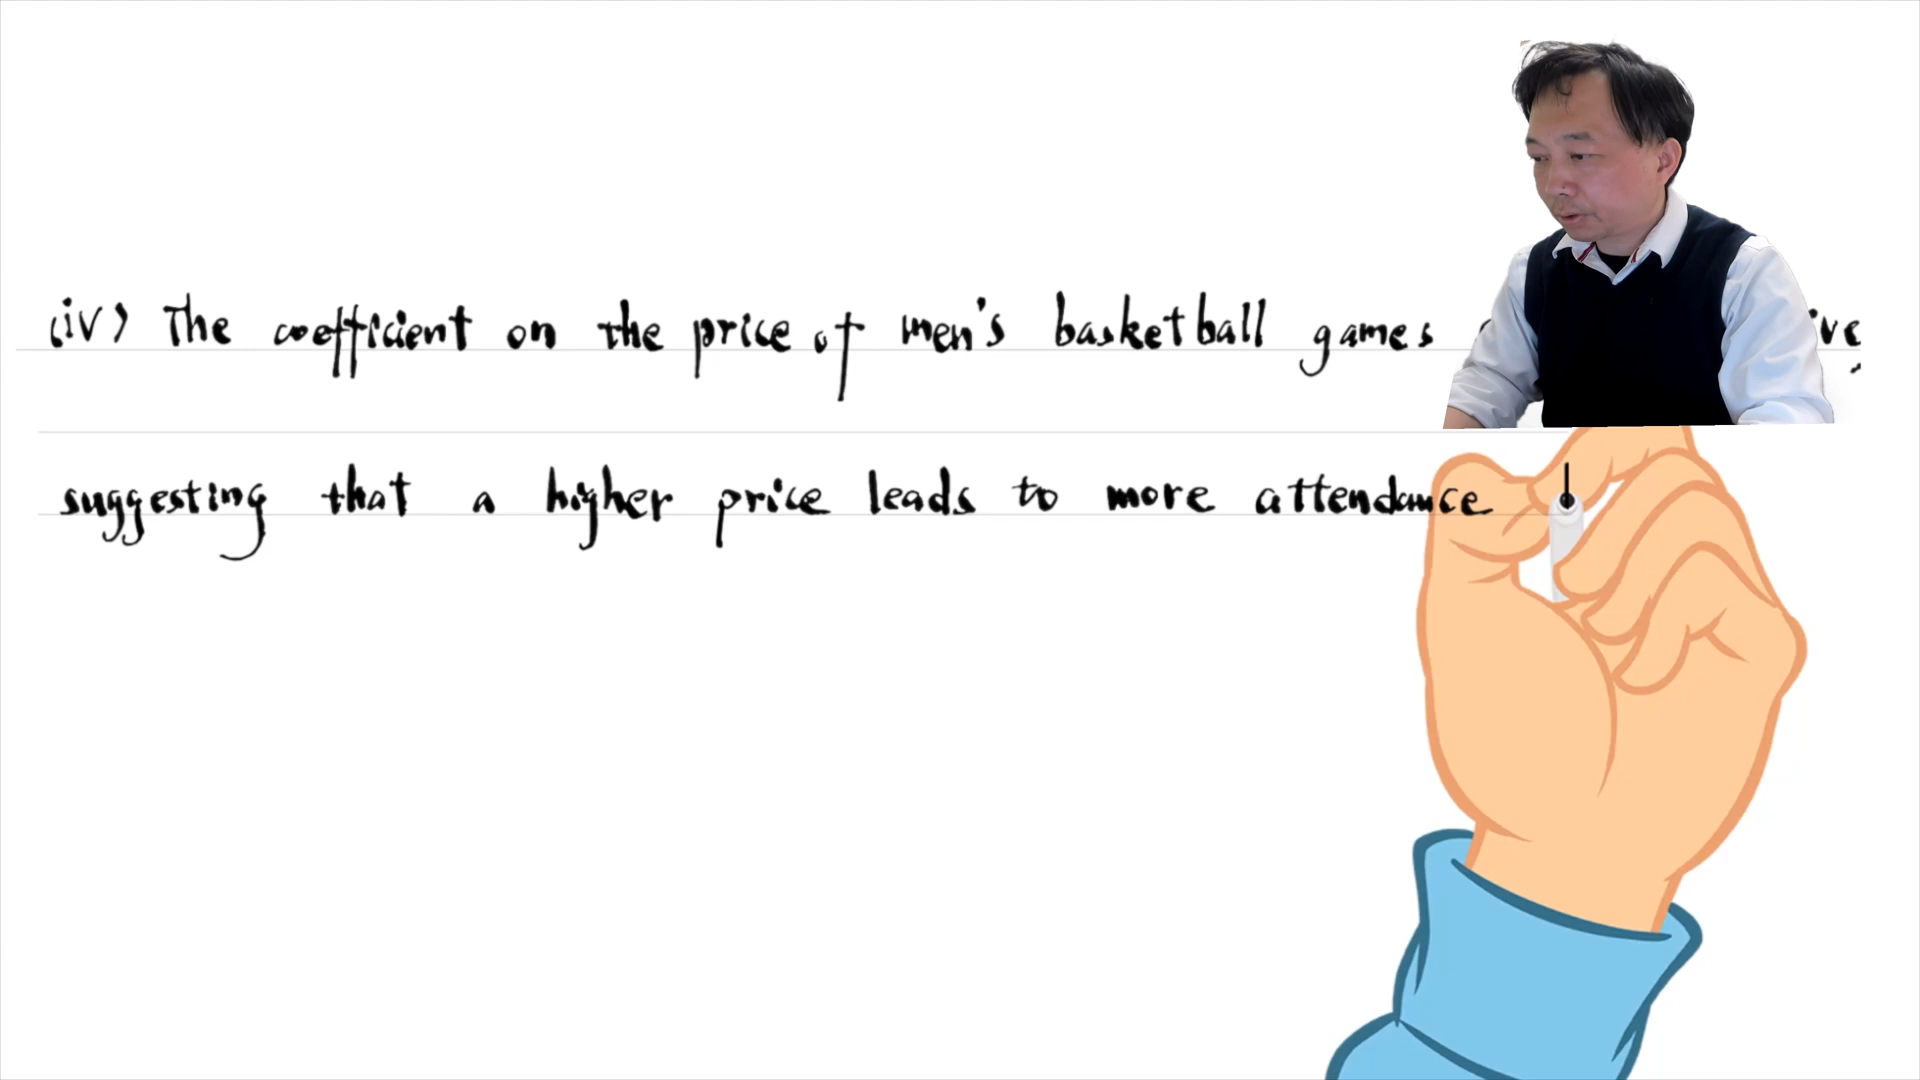 (iv) The coefficient on the price of men's basketball games
suggesting that a higher price leads to more attendance